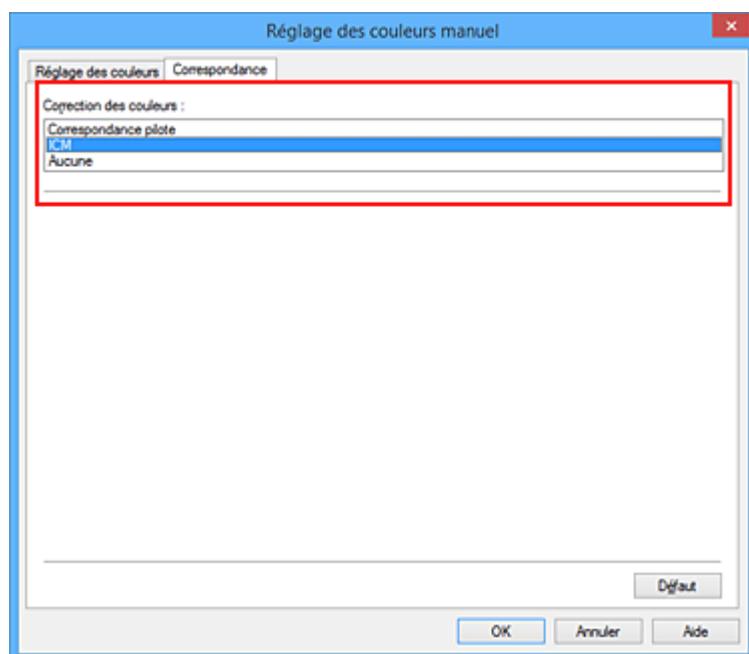 Réglage des couleurs manuel
Réglage des couleurs Correspondance
Correction des couleurs :
Correspondance pilote
ICM
Aucune
Défaut
OK Annuler Aide